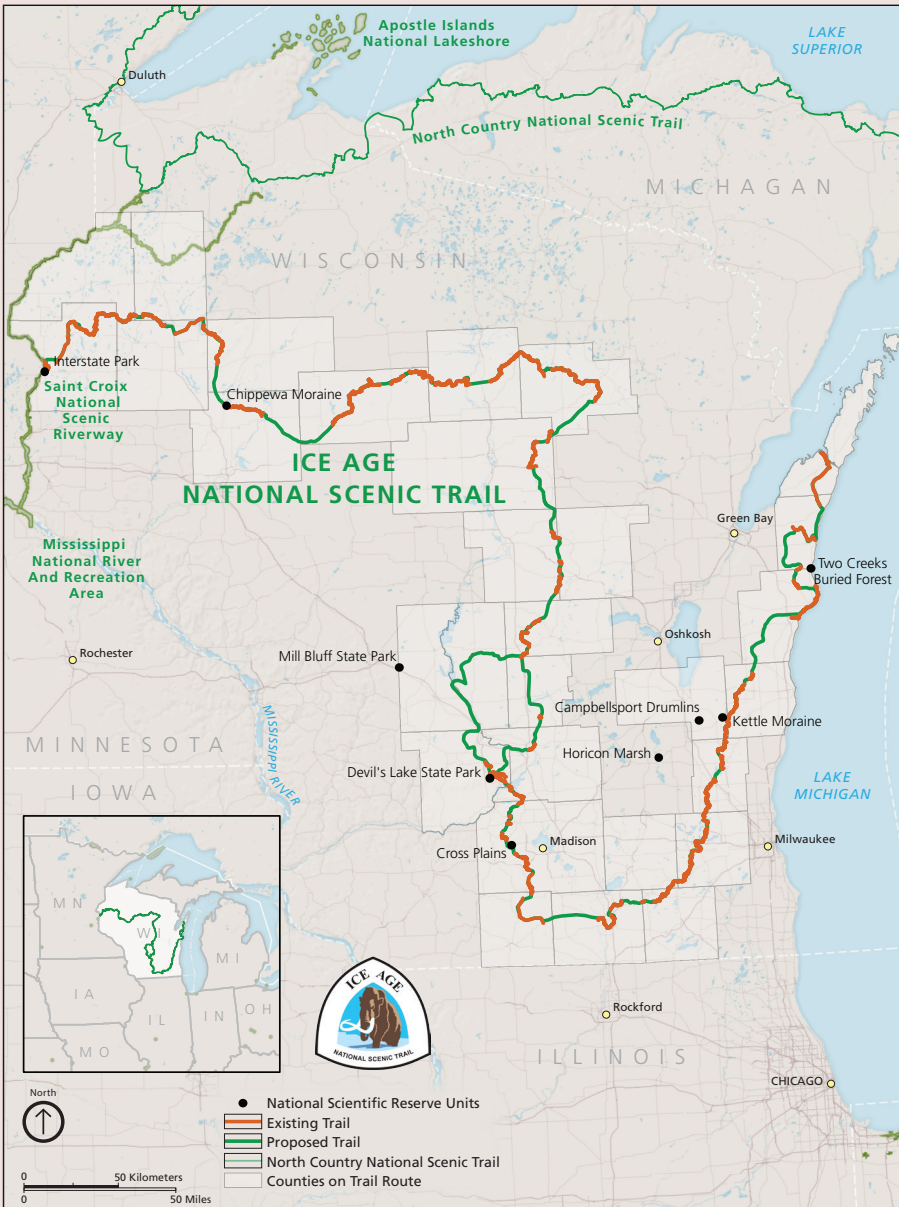 Apostle Islands
National Lakeshore
LAKE
SUPERIOR
Duluth
North Country National Scenic Trail
MICHAGAN
WISCONSIN
Interstate Park
Saint Croix
National
Scenic
Riverway
Chippewa Moraine
ICE AGE
NATIONAL SCENIC TRAIL
Green Bay
Mississippi
National River
And Recreation
Area
Two Creeks
Buried Forest
Oshkosh
Rochester
Mill Bluff State Park
Campbellsport Drumlins
Kettle Moraine
MISSISSIPPI
RIVER
MINNESOTA
Horicon Marsh
Devil's Lake State Park
IOWA
LAKE
MICHIGAN
Cross Plains
Madison
Milwaukee
MN
WI
MI
IA
IL
IN
OH
MO
ICE AGE
NATIONAL SCENIC TRAIL
Rockford
ILLINOIS
CHICAGO
North
National Scientific Reserve Units
Existing Trail
Proposed Trail
North Country National Scenic Trail
Counties on Trail Route
0 50 Kilometers
0 50 Miles